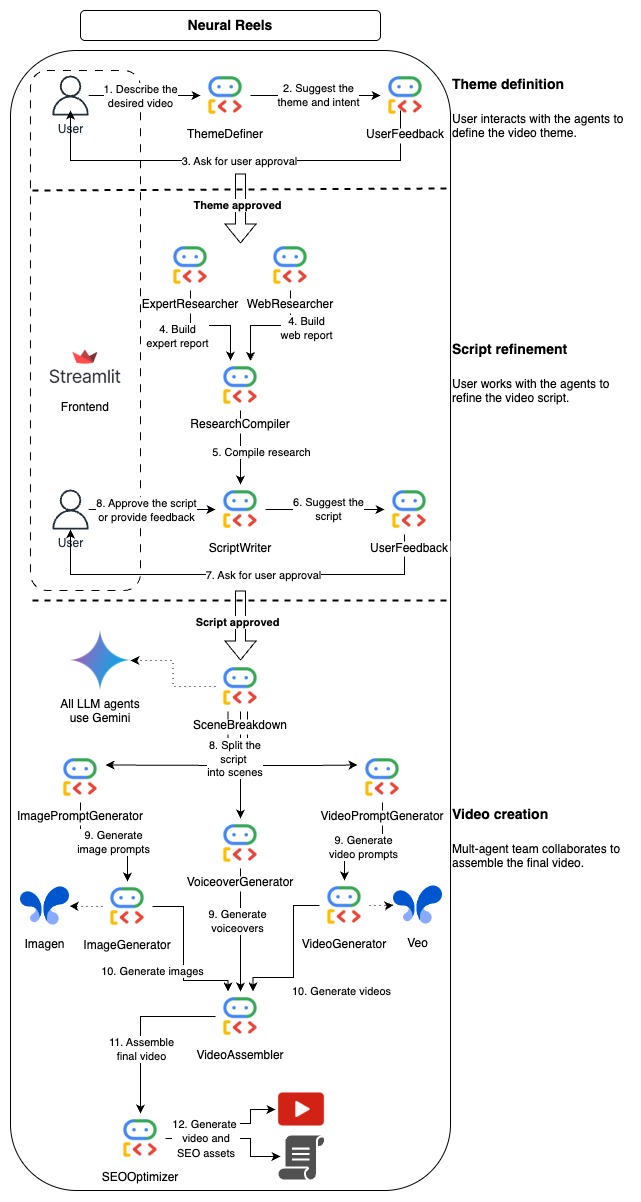 Neural Reels
1. Describe the
desired video
2. Suggest the
theme and intent
User
ThemeDefiner
UserFeedback
3. Ask for user approval
Theme definition
User interacts with the agents to
define the video theme.
Theme approved
ExpertResearcher
WebResearcher
4. Build
expert report
4. Build
web report
Streamlit
Frontend
ResearchCompiler
5. Compile research
Script refinement
User works with the agents to
refine the video script.
8. Approve the script
or provide feedback
6. Suggest the
script
User
ScriptWriter
UserFeedback
7. Ask for user approval
Script approved
All LLM agents
use Gemini
SceneBreakdown
8. Split the
script
into scenes
ImagePromptGenerator
VideoPromptGenerator
9. Generate
image prompts
9. Generate
video prompts
Video creation
Mult-agent team collaborates to
assemble the final video.
VoiceoverGenerator
9. Generate
voiceovers
Imagen
ImageGenerator
VideoGenerator
Veo
10. Generate images
10. Generate videos
VideoAssembler
11. Assemble
final video
12. Generate
video and
SEO assets
SEOOptimizer